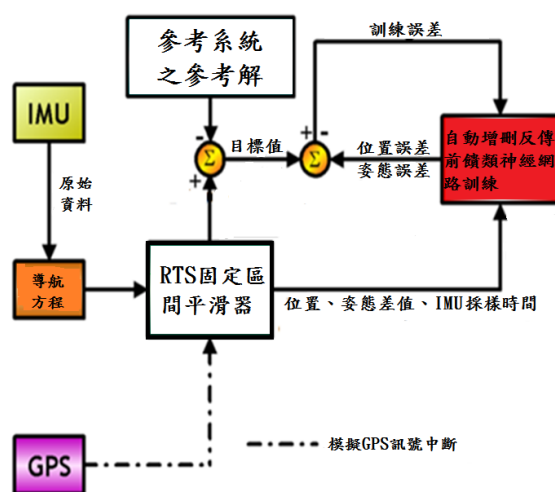 參考系統
之參考解
訓練誤差
IMU
目標值
Σ
Σ
位置誤差
姿態誤差
自動增刪反傳
前饋類神經網
路訓練
原始
資料
導航
方程
RTS固定區
間平滑器
位置、姿態差值、IMU採樣時間
GPS
模擬GPS訊號中斷